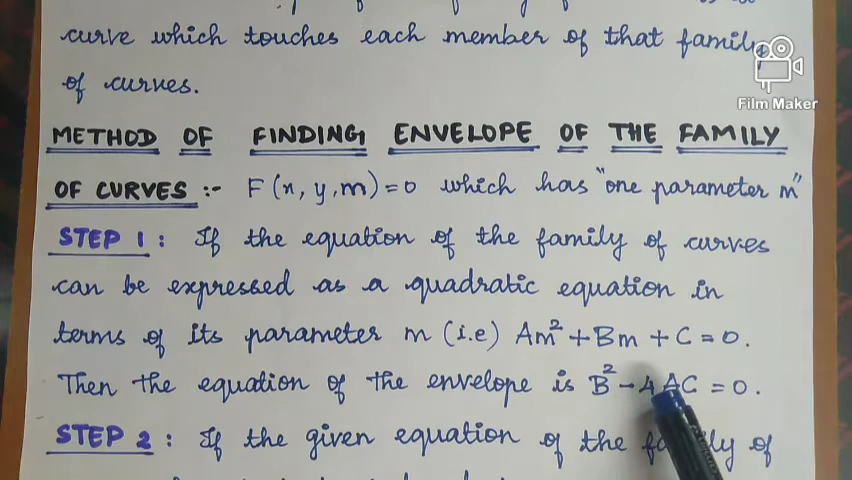 curve which touches each member of that family
of curves.
Film Maker
METHOD OF FINDING ENVELOPE OF THE FAMILY
OF CURVES :- F(x, y, m) = 0 which has "one parameter m"
STEP 1 : If the equation of the family of curves
can be expressed as a quadratic equation in
terms of its parameter m (i.e) Am² + Bm + C = 0.
Then the equation of the envelope is B² - 4AC = 0.
STEP 2 : If the given equation of the family of